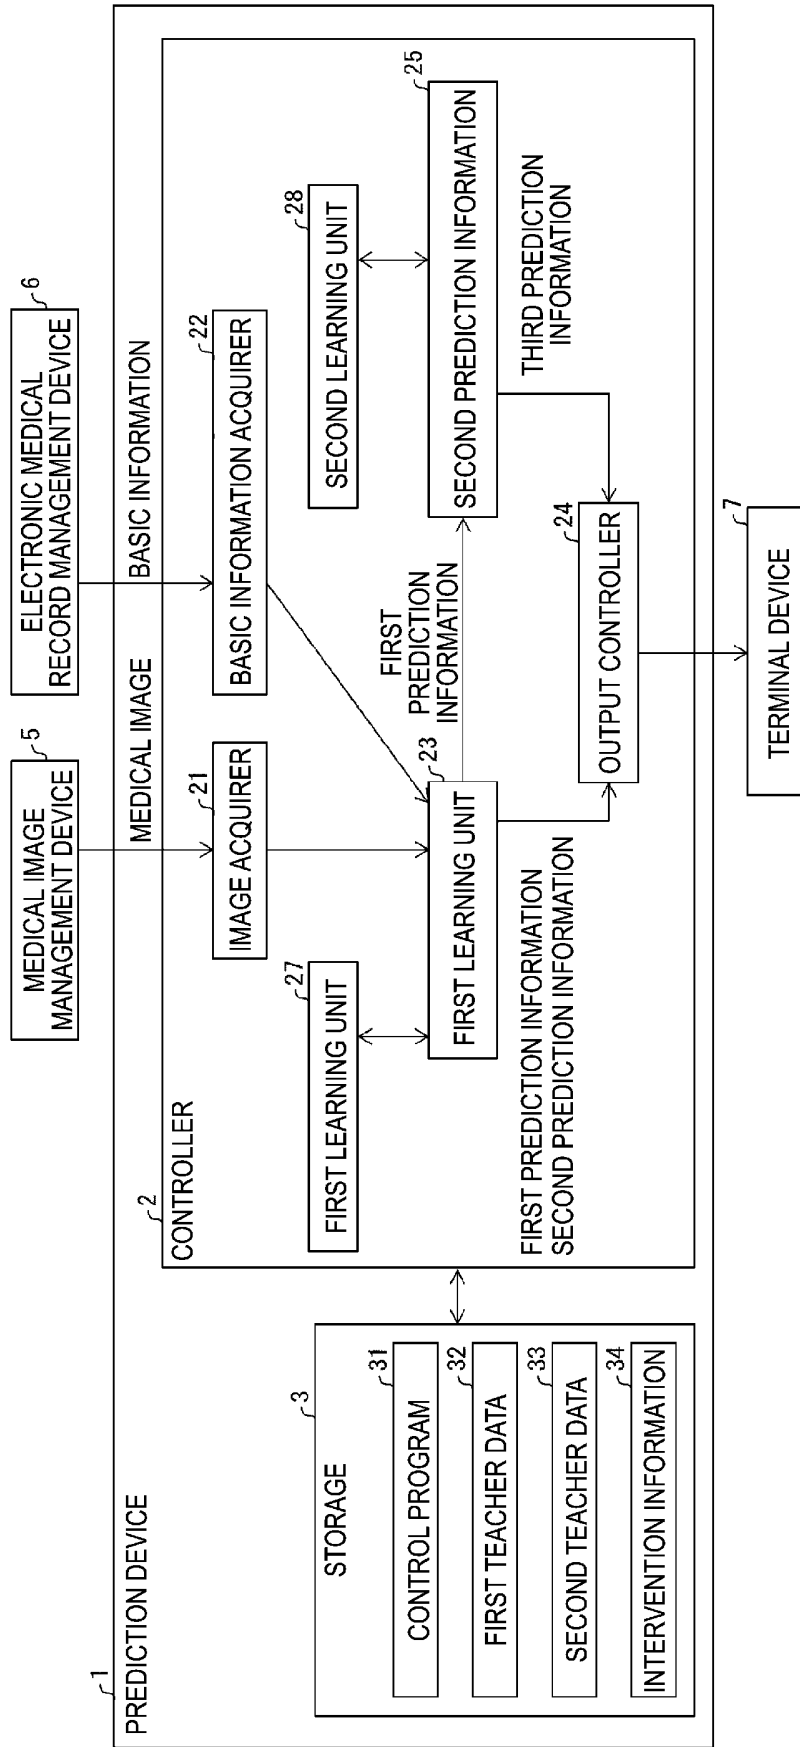 1
PREDICTION DEVICE
MEDICAL IMAGE
MANAGEMENT DEVICE
5
ELECTRONIC MEDICAL
RECORD MANAGEMENT DEVICE
6
MEDICAL IMAGE
BASIC INFORMATION
2
CONTROLLER
IMAGE ACQUIRER
21
BASIC INFORMATION ACQUIRER
22
FIRST LEARNING UNIT
27
SECOND LEARNING UNIT
28
FIRST LEARNING UNIT
23
FIRST
PREDICTION
INFORMATION
SECOND PREDICTION INFORMATION
25
FIRST PREDICTION INFORMATION
SECOND PREDICTION INFORMATION
THIRD PREDICTION
INFORMATION
OUTPUT CONTROLLER
24
TERMINAL DEVICE
7
3
STORAGE
31
CONTROL PROGRAM
32
FIRST TEACHER DATA
33
SECOND TEACHER DATA
34
INTERVENTION INFORMATION